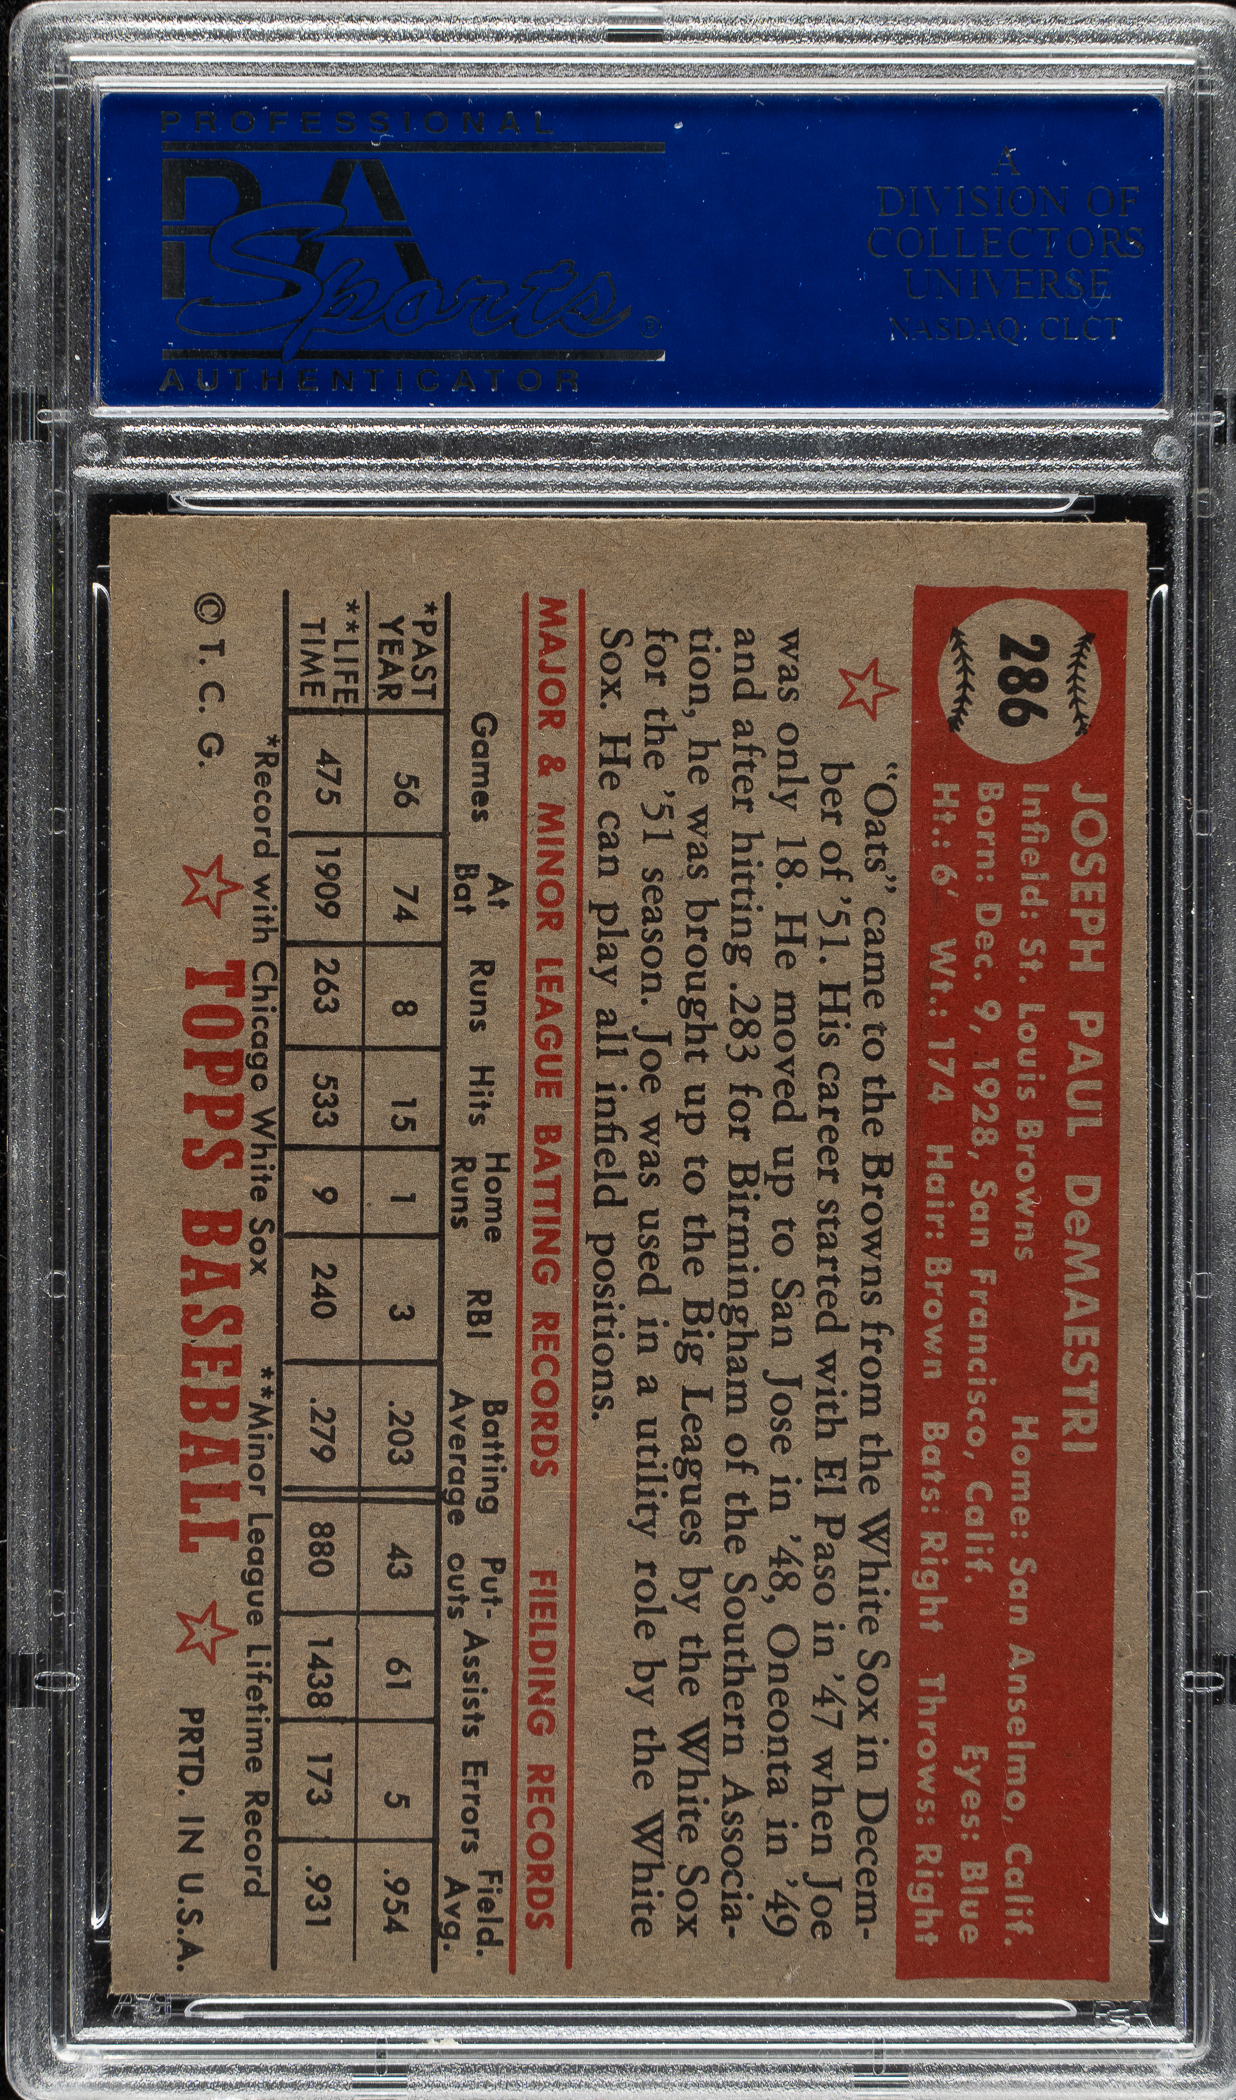 PROFESSIONAL
PSA
Sports®
AUTHENTICATOR
A
DIVISION OF
COLLECTORS
UNIVERSE
NASDAQ: CLCT
286
JOSEPH PAUL DeMAESTRI
Infield: St. Louis Browns Home: San Anselmo, Calif.
Born: Dec. 9, 1928, San Francisco, Calif. Eyes: Blue
Ht.: 6′ Wt.: 174 Hair: Brown Bats: Right Throws: Right
“Oats” came to the Browns from the White Sox in Decem-
ber of ’51. His career started with El Paso in ’47 when Joe
was only 18. He moved up to San Jose in ’48, Oneonta in ’49
and after hitting .283 for Birmingham of the Southern Associa-
tion, he was brought up to the Big Leagues by the White Sox
for the ’51 season. Joe was used in a utility role by the White
Sox. He can play all infield positions.
MAJOR & MINOR LEAGUE BATTING RECORDS FIELDING RECORDS
Games At Bat Runs Hits Home Runs RBI Batting Average Put-outs Assists Errors Field. Avg.
*PAST YEAR 56 74 8 15 1 3 .203 43 61 5 .954
**LIFE TIME 475 1909 263 533 9 240 .279 880 1438 173 .931
*Record with Chicago White Sox **Minor League Lifetime Record
© T. C. G. TOPPS BASEBALL PRTD. IN U.S.A.